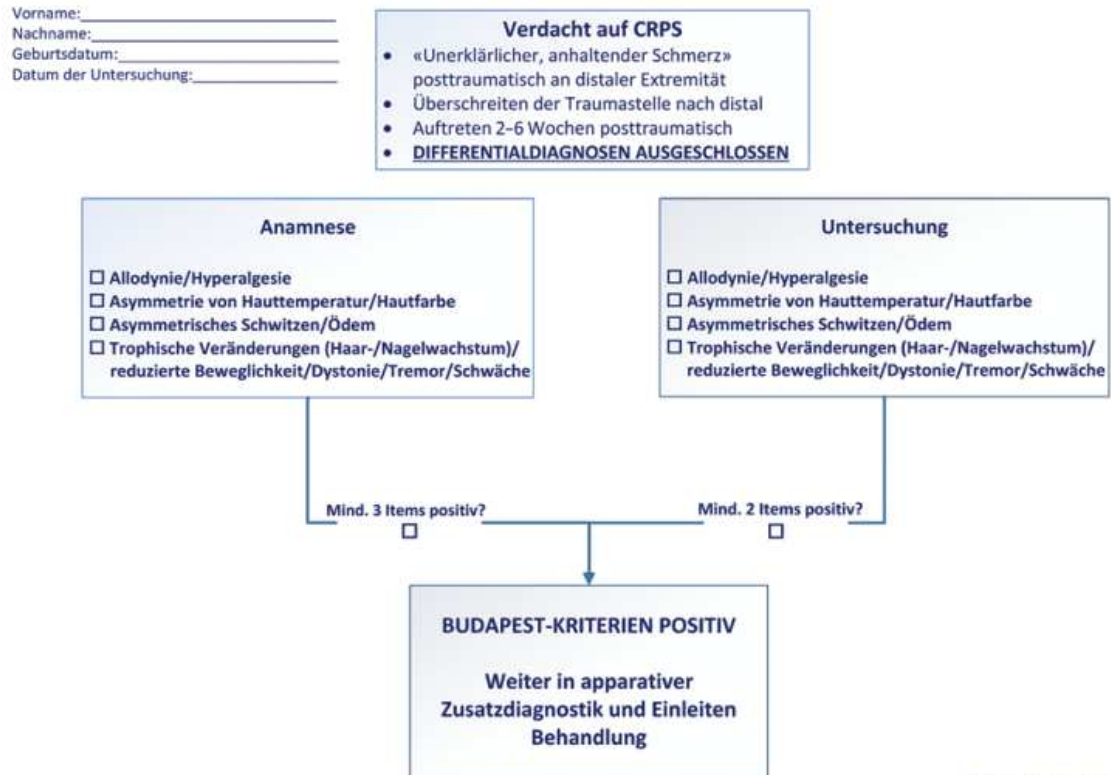 Vorname:
Nachname:
Geburtsdatum:
Datum der Untersuchung:
Verdacht auf CRPS
• «Unerklärlicher, anhaltender Schmerz»
posttraumatisch an distaler Extremität
• Überschreiten der Traumastelle nach distal
• Auftreten 2–6 Wochen posttraumatisch
• DIFFERENTIALDIAGNOSEN AUSGESCHLOSSEN
Anamnese
☐ Allodynie/Hyperalgesie
☐ Asymmetrie von Hauttemperatur/Hautfarbe
☐ Asymmetrisches Schwitzen/Ödem
☐ Trophische Veränderungen (Haar-/Nagelwachstum)/
reduzierte Beweglichkeit/Dystonie/Tremor/Schwäche
Untersuchung
☐ Allodynie/Hyperalgesie
☐ Asymmetrie von Hauttemperatur/Hautfarbe
☐ Asymmetrisches Schwitzen/Ödem
☐ Trophische Veränderungen (Haar-/Nagelwachstum)/
reduzierte Beweglichkeit/Dystonie/Tremor/Schwäche
Mind. 3 Items positiv?
☐
Mind. 2 Items positiv?
☐
BUDAPEST-KRITERIEN POSITIV
Weiter in apparativer
Zusatzdiagnostik und Einleiten
Behandlung